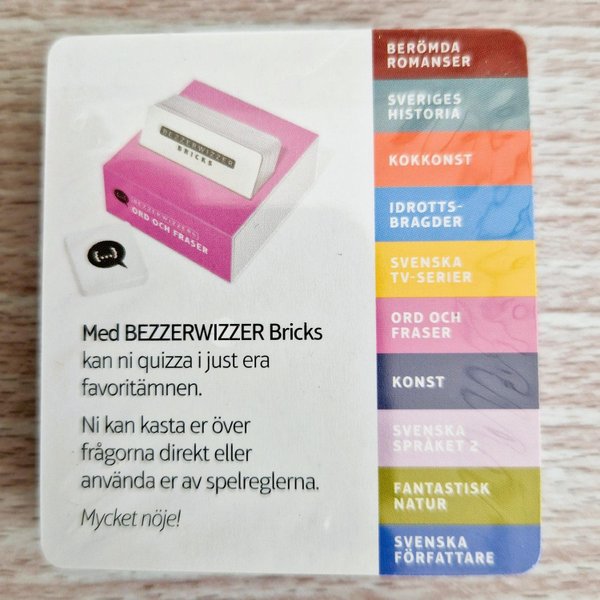 BEZZERWIZZER
BRICKS
BEZZERWIZZER
ORD OCH FRASER
Med BEZZERWIZZER Bricks
kan ni quizza i just era
favoritämnen.
Ni kan kasta er över
frågorna direkt eller
använda er av spelreglerna.
Mycket nöje!
BERÖMDA
ROMANSER
SVERIGES
HISTORIA
KOKKONST
IDROTTS-
BRAGDER
SVENSKA
TV-SERIER
ORD OCH
FRASER
KONST
SVENSKA
SPRÅKET 2
FANTASTISK
NATUR
SVENSKA
FÖRFATTARE